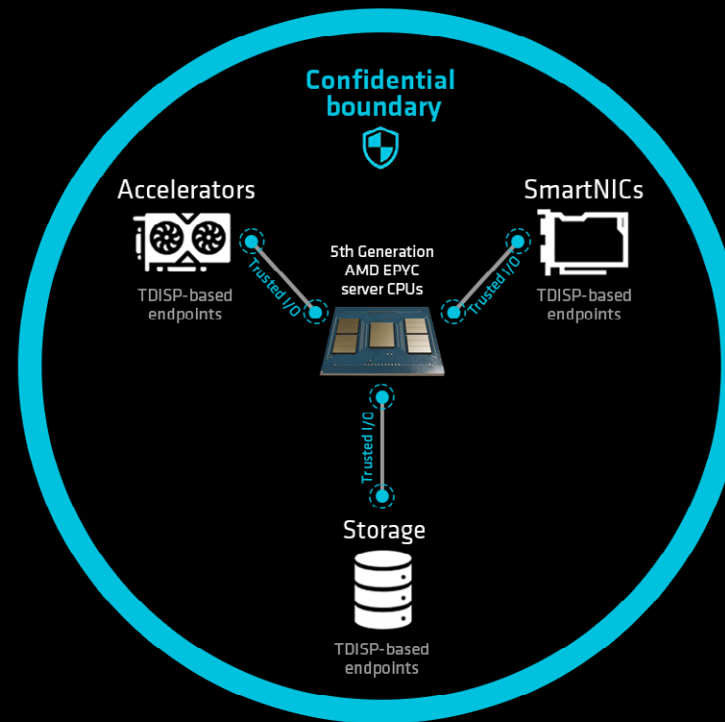 Confidential
boundary
Accelerators
TDISP-based
endpoints
Trusted I/O
5th Generation
AMD EPYC
server CPUs
Trusted I/O
SmartNICs
TDISP-based
endpoints
Trusted I/O
Storage
TDISP-based
endpoints